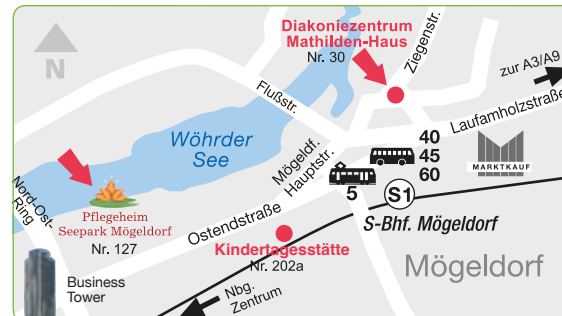 N
Diakoniezentrum
Mathilden-Haus
Nr. 30
Ziegenstr.
zur A3/A9
Flußstr.
Laufamholzstraße
Wöhrder
See
Mögeldf.
Hauptstr.
40
45
60
MARKTKAUF
5
S1
S-Bhf. Mögeldorf
Nord-Ost-
Ring
Pflegeheim
Seepark Mögeldorf
Nr. 127
Ostendstraße
Kindertagesstätte
Nr. 202a
Mögeldorf
Business
Tower
Nbg.
Zentrum